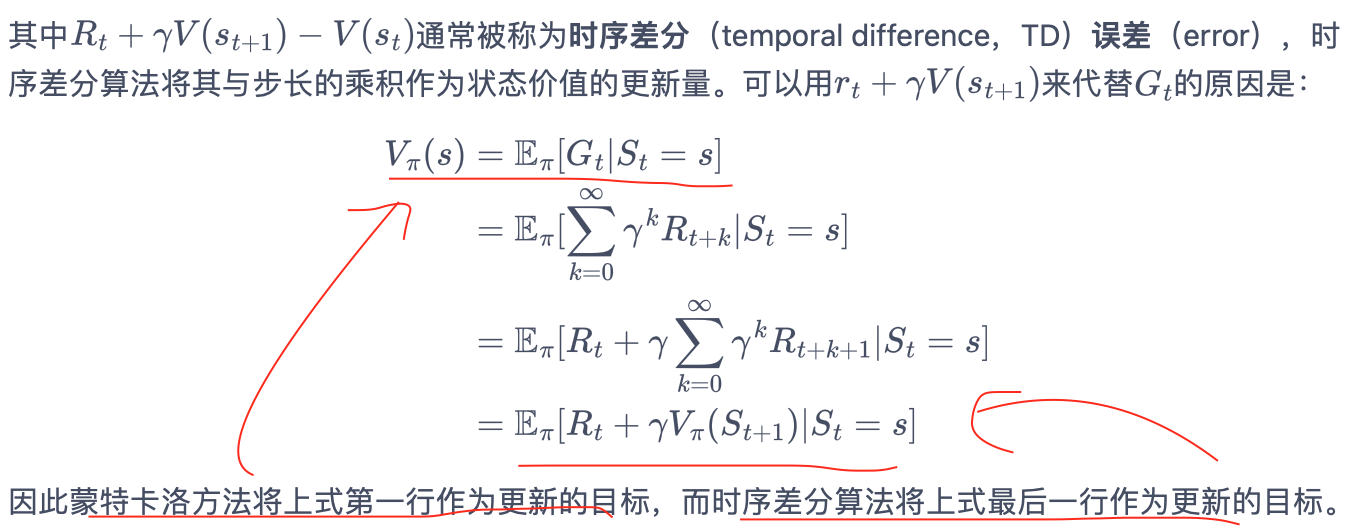 其中$R_t + \gamma V(s_{t+1}) - V(s_t)$通常被称为时序差分（temporal difference，TD）误差（error），时
序差分算法将其与步长的乘积作为状态价值的更新量。可以用$r_t + \gamma V(s_{t+1})$来代替$G_t$的原因是：
$V_\pi(s) = \mathbb{E}_\pi[G_t|S_t = s]$
$= \mathbb{E}_\pi[\sum_{k=0}^{\infty} \gamma^k R_{t+k}|S_t = s]$
$= \mathbb{E}_\pi[R_t + \gamma \sum_{k=0}^{\infty} \gamma^k R_{t+k+1}|S_t = s]$
$= \mathbb{E}_\pi[R_t + \gamma V_\pi(S_{t+1})|S_t = s]$
因此蒙特卡洛方法将上式第一行作为更新的目标，而时序差分算法将上式最后一行作为更新的目标。